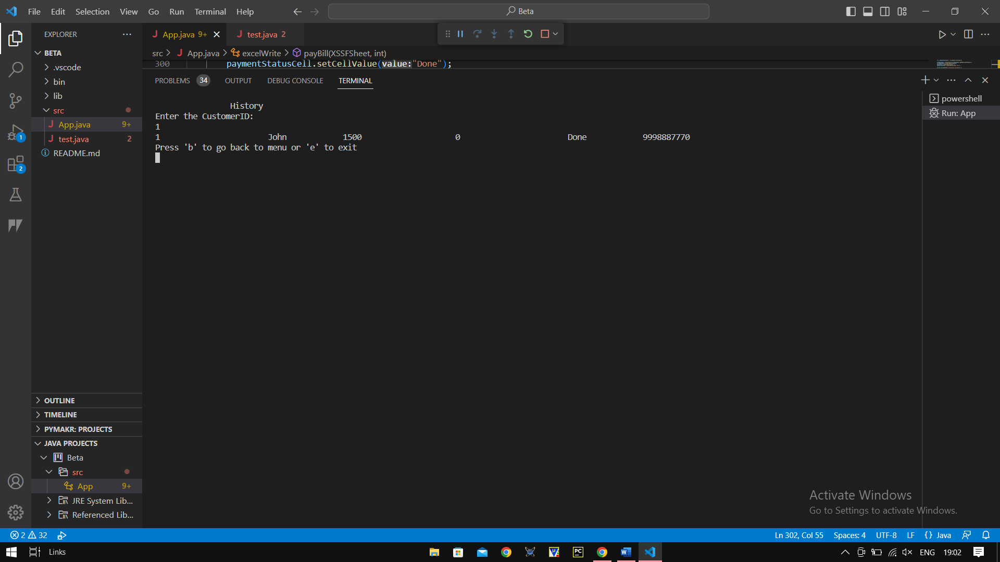 File Edit Selection View Go Run Terminal Help
Beta
EXPLORER
App.java 9+
test.java 2
src > App.java > excelWrite > payBill(XSSFSheet, int)
300 paymentStatusCell.setCellValue(value:"Done");
BETA
.vscode
bin
lib
src
App.java 9+
test.java 2
README.md
1
2
PROBLEMS 34 OUTPUT DEBUG CONSOLE TERMINAL
powershell
Run: App
History
Enter the CustomerID:
1
1 John 1500 0 Done 9998887770
Press 'b' to go back to menu or 'e' to exit
OUTLINE
TIMELINE
PYMAKR: PROJECTS
JAVA PROJECTS
Beta
src
App 9+
JRE System Lib...
Referenced Lib...
Activate Windows
Go to Settings to activate Windows.
2 32
Ln 302, Col 55 Spaces: 4 UTF-8 LF {} Java
Links
PC
W
ENG 19:02